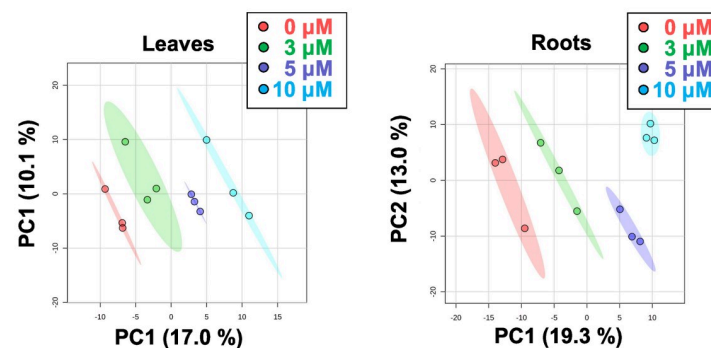 Leaves
0 µM
3 µM
5 µM
10 µM
PC1 (10.1 %)
20
10
0
-10
-20
-10
-5
0
5
10
15
PC1 (17.0 %)
Roots
0 µM
3 µM
5 µM
10 µM
PC2 (13.0 %)
20
10
0
-10
-20
-20
-15
-10
-5
0
5
10
PC1 (19.3 %)